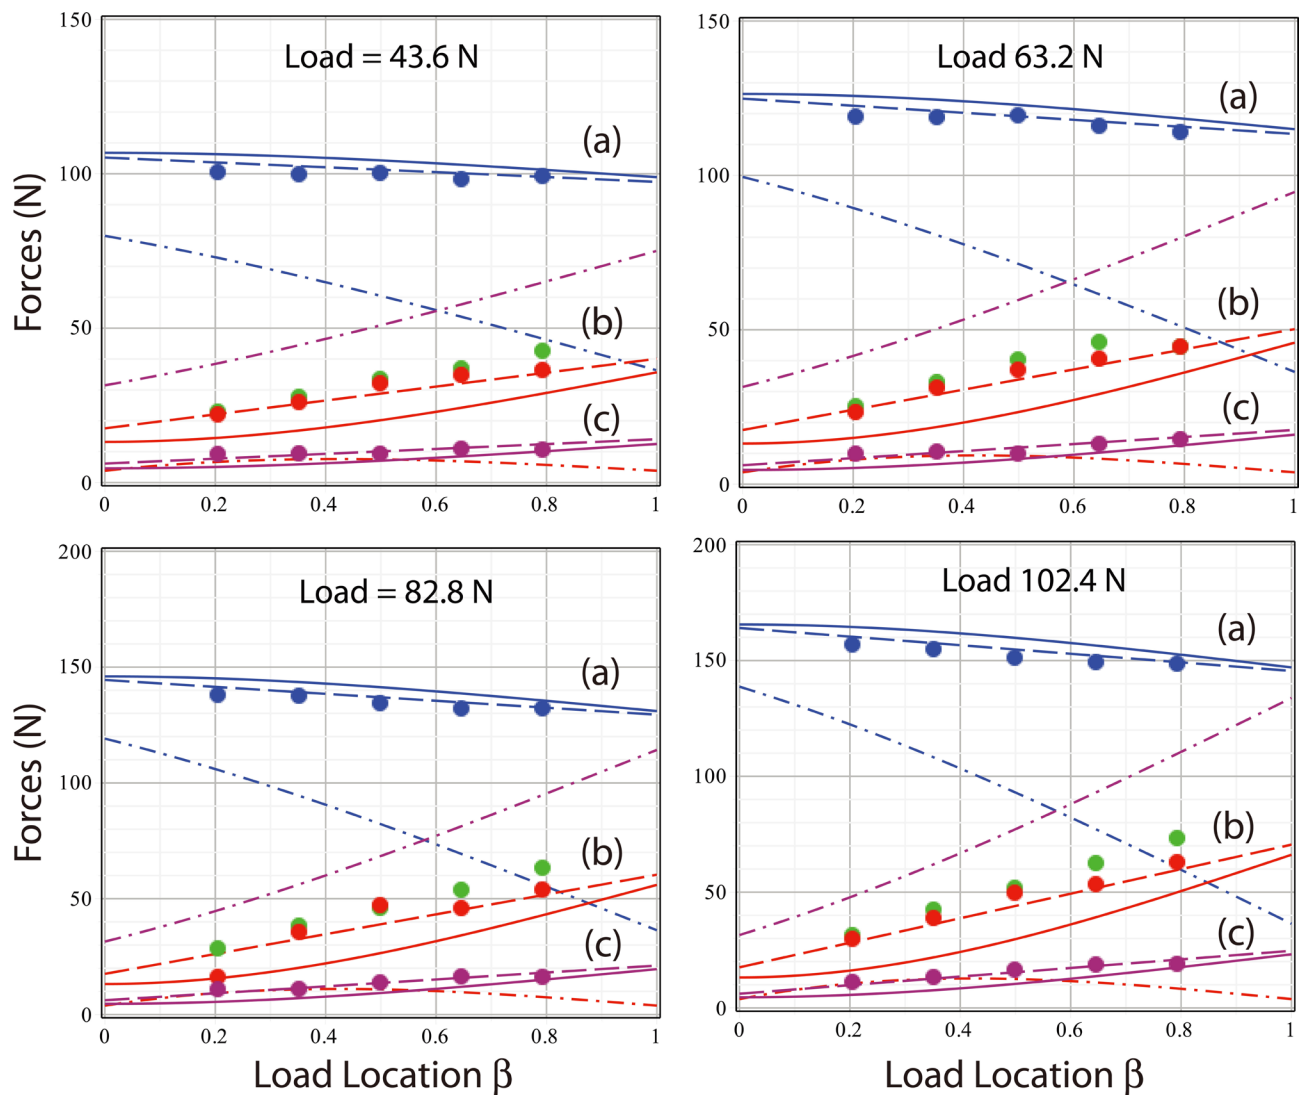 Load = 43.6 N
(a)
(b)
(c)
Forces (N)
150
100
50
0
0 0.2 0.4 0.6 0.8 1
Load 63.2 N
(a)
(b)
(c)
150
100
50
0
0 0.2 0.4 0.6 0.8 1
Load = 82.8 N
(a)
(b)
(c)
Forces (N)
200
150
100
50
0
0 0.2 0.4 0.6 0.8 1
Load Location β
Load 102.4 N
(a)
(b)
(c)
200
150
100
50
0
0 0.2 0.4 0.6 0.8 1
Load Location β